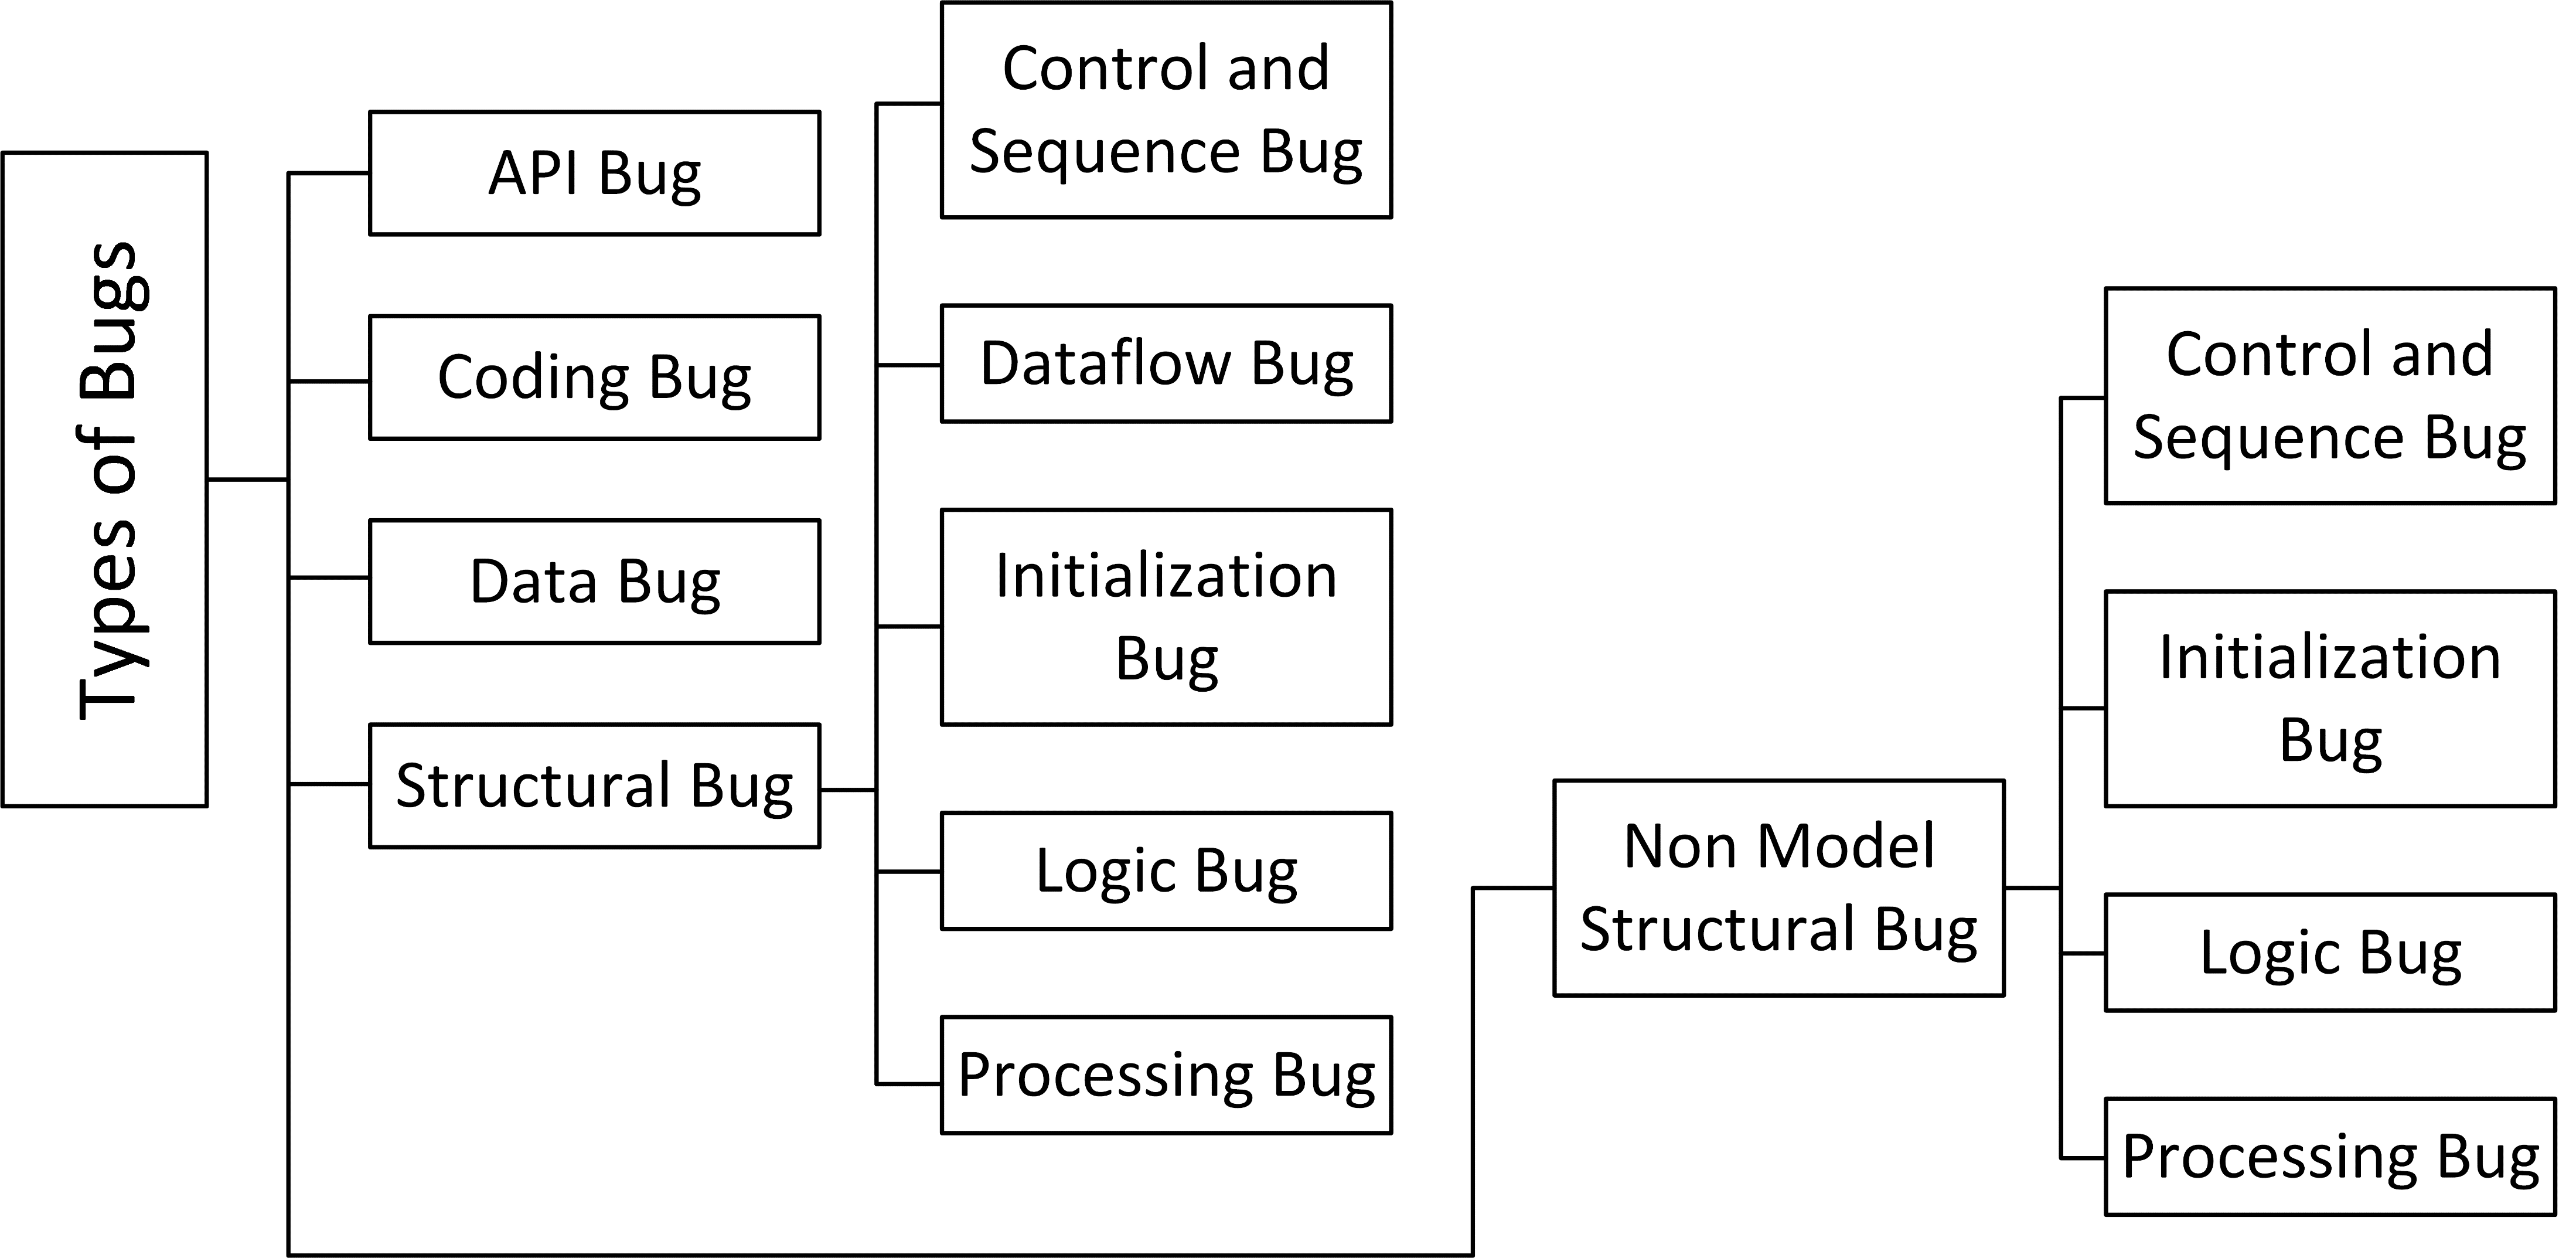 Types of Bugs
API Bug
Coding Bug
Data Bug
Structural Bug
Control and
Sequence Bug
Dataflow Bug
Initialization
Bug
Logic Bug
Processing Bug
Non Model
Structural Bug
Control and
Sequence Bug
Initialization
Bug
Logic Bug
Processing Bug